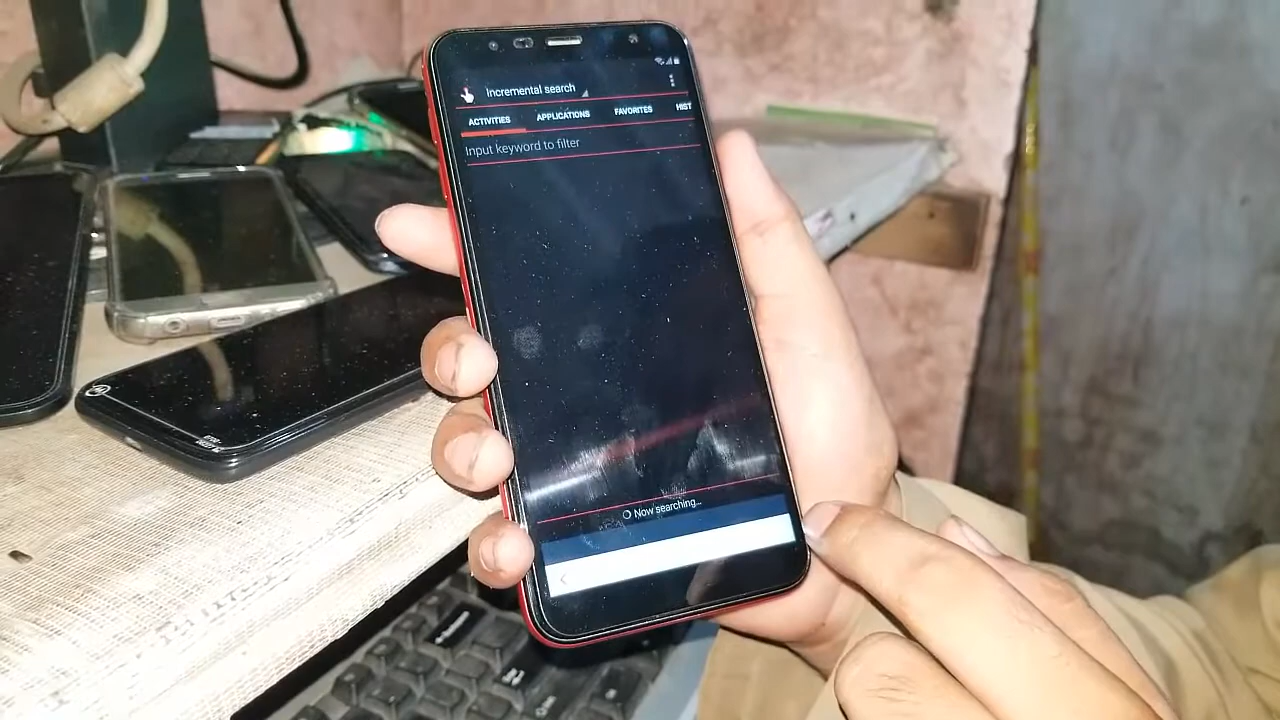 Incremental search
ACTIVITIES APPLICATIONS FAVORITES HIST
Input keyword to filter
Now searching...